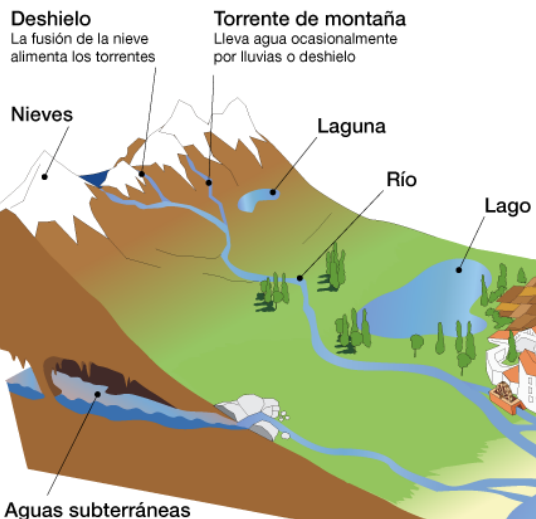 Deshielo
La fusión de la nieve
alimenta los torrentes
Torrente de montaña
Lleva agua ocasionalmente
por lluvias o deshielo
Nieves
Laguna
Río
Lago
Aguas subterráneas